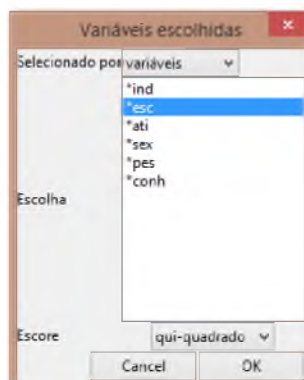 Variáveis escolhidas
Selecionado por variáveis
*ind
*esc
*ati
*sex
*pes
*conh
Escolha
Escore qui-quadrado
Cancel OK